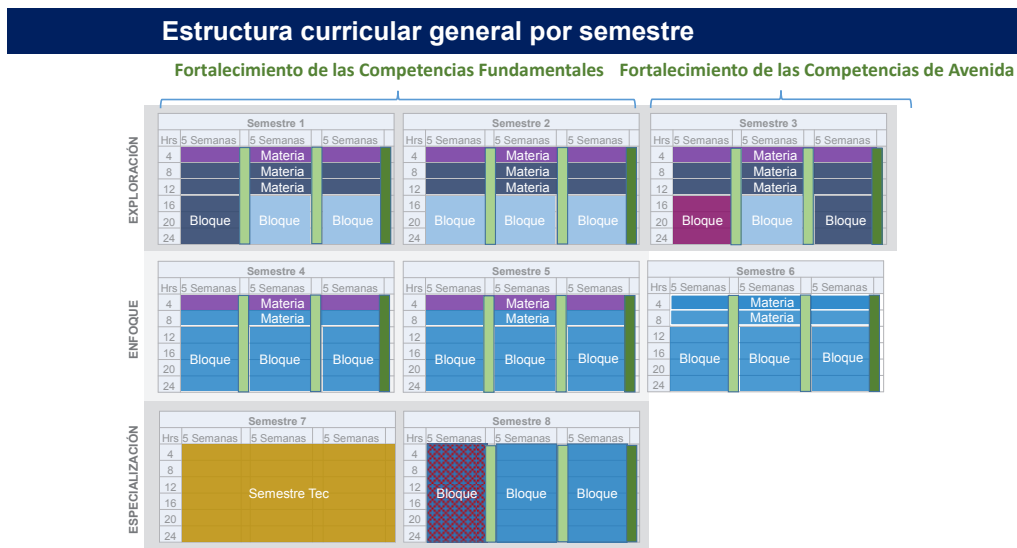 Estructura curricular general por semestre
Fortalecimiento de las Competencias Fundamentales Fortalecimiento de las Competencias de Avenida
EXPLORACIÓN
Semestre 1
Hrs 5 Semanas 5 Semanas 5 Semanas
4 Materia
8 Materia
12 Materia
16
20 Bloque Bloque Bloque
24
Semestre 2
Hrs 5 Semanas 5 Semanas 5 Semanas
4 Materia
8 Materia
12 Materia
16
20 Bloque Bloque Bloque
24
Semestre 3
Hrs 5 Semanas 5 Semanas 5 Semanas
4 Materia
8 Materia
12 Materia
16
20 Bloque Bloque Bloque
24
ENFOQUE
Semestre 4
Hrs 5 Semanas 5 Semanas 5 Semanas
4 Materia
8 Materia
12
16 Bloque Bloque Bloque
20
24
Semestre 5
Hrs 5 Semanas 5 Semanas 5 Semanas
4 Materia
8 Materia
12
16 Bloque Bloque Bloque
20
24
Semestre 6
Hrs 5 Semanas 5 Semanas 5 Semanas
4 Materia
8 Materia
12
16 Bloque Bloque Bloque
20
24
ESPECIALIZACIÓN
Semestre 7
Hrs 5 Semanas 5 Semanas 5 Semanas
4
8
12 Semestre Tec
16
20
24
Semestre 8
Hrs 5 Semanas 5 Semanas 5 Semanas
4
8
12 Bloque Bloque Bloque
16
20
24